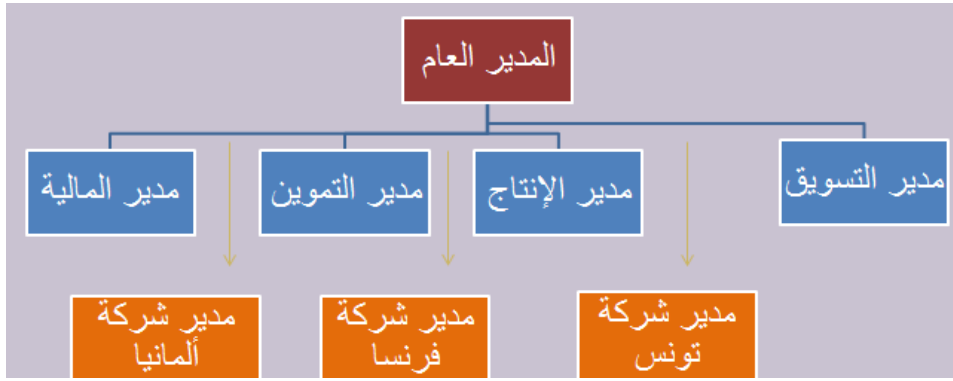 المدير العام
مدير التسويق
مدير الإنتاج
مدير التموين
مدير المالية
مدير شركة
تونس
مدير شركة
فرنسا
مدير شركة
ألمانيا